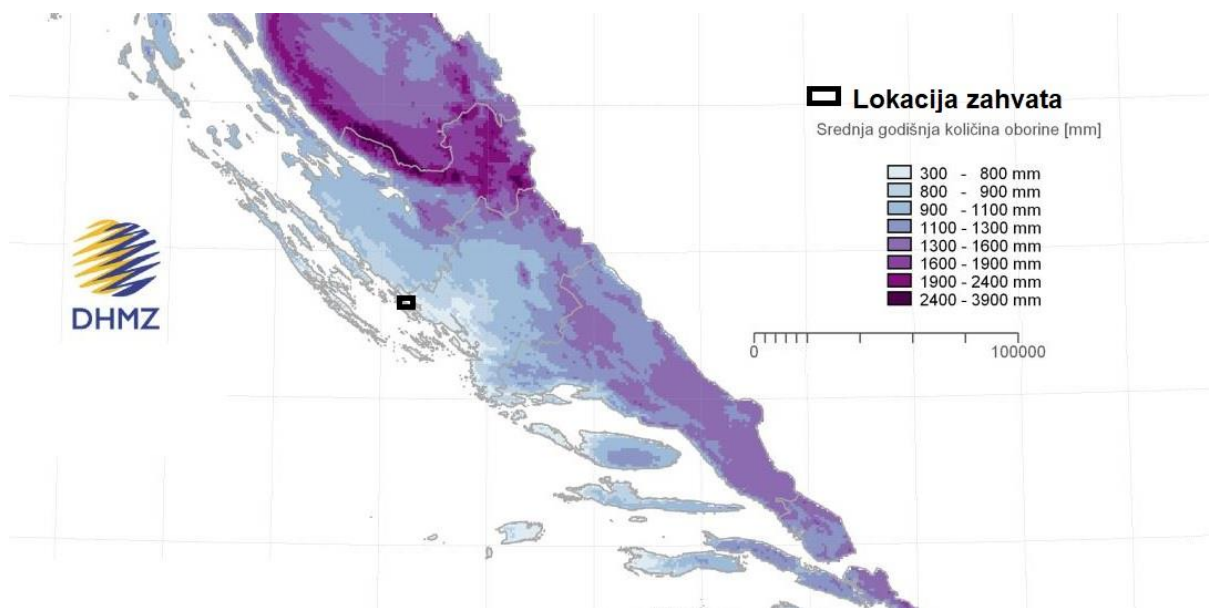 Lokacija zahvata
Srednja godišnja količina oborine [mm]
300 - 800 mm
800 - 900 mm
900 - 1100 mm
1100 - 1300 mm
1300 - 1600 mm
1600 - 1900 mm
1900 - 2400 mm
2400 - 3900 mm
DHMZ
0 100000